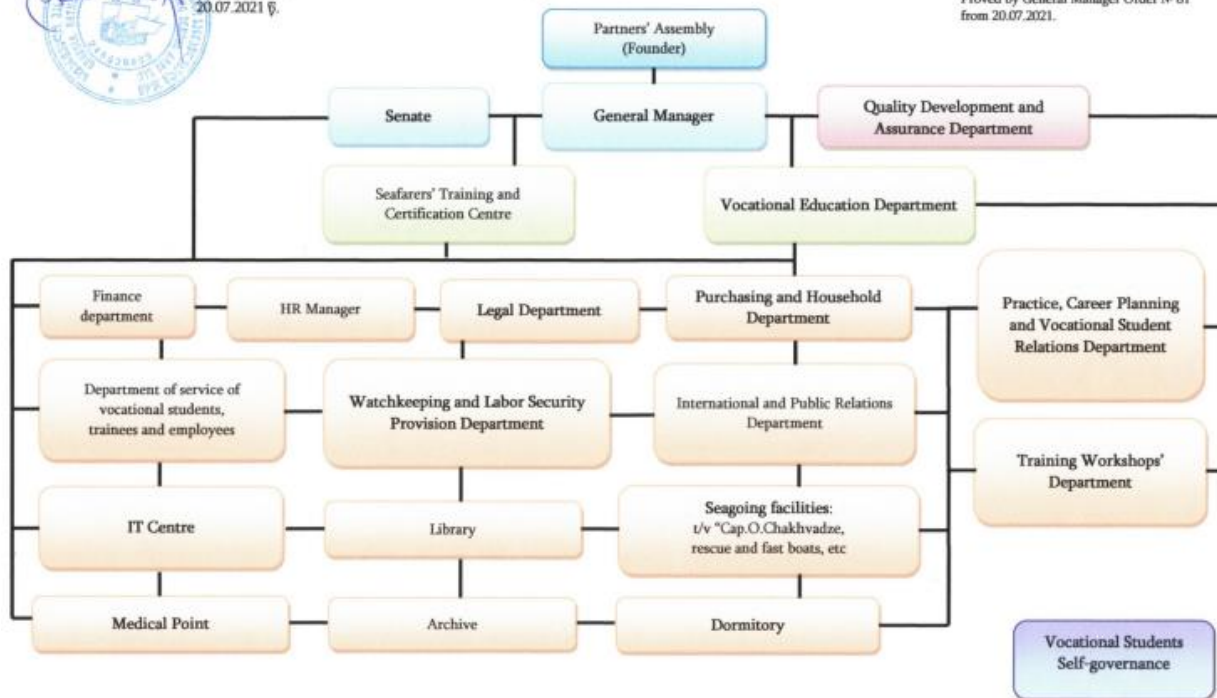 20.07.2021 წ.
from 20.07.2021.
Partners' Assembly
(Founder)
Senate
General Manager
Quality Development and
Assurance Department
Seafarers' Training and
Certification Centre
Vocational Education Department
Finance
department
HR Manager
Legal Department
Purchasing and Household
Department
Practice, Career Planning
and Vocational Student
Relations Department
Department of service of
vocational students,
trainees and employees
Watchkeeping and Labor Security
Provision Department
International and Public Relations
Department
Training Workshops'
Department
IT Centre
Library
Seagoing facilities:
t/v "Cap.O.Chakhvadze,
rescue and fast boats, etc
Medical Point
Archive
Dormitory
Vocational Students
Self-governance